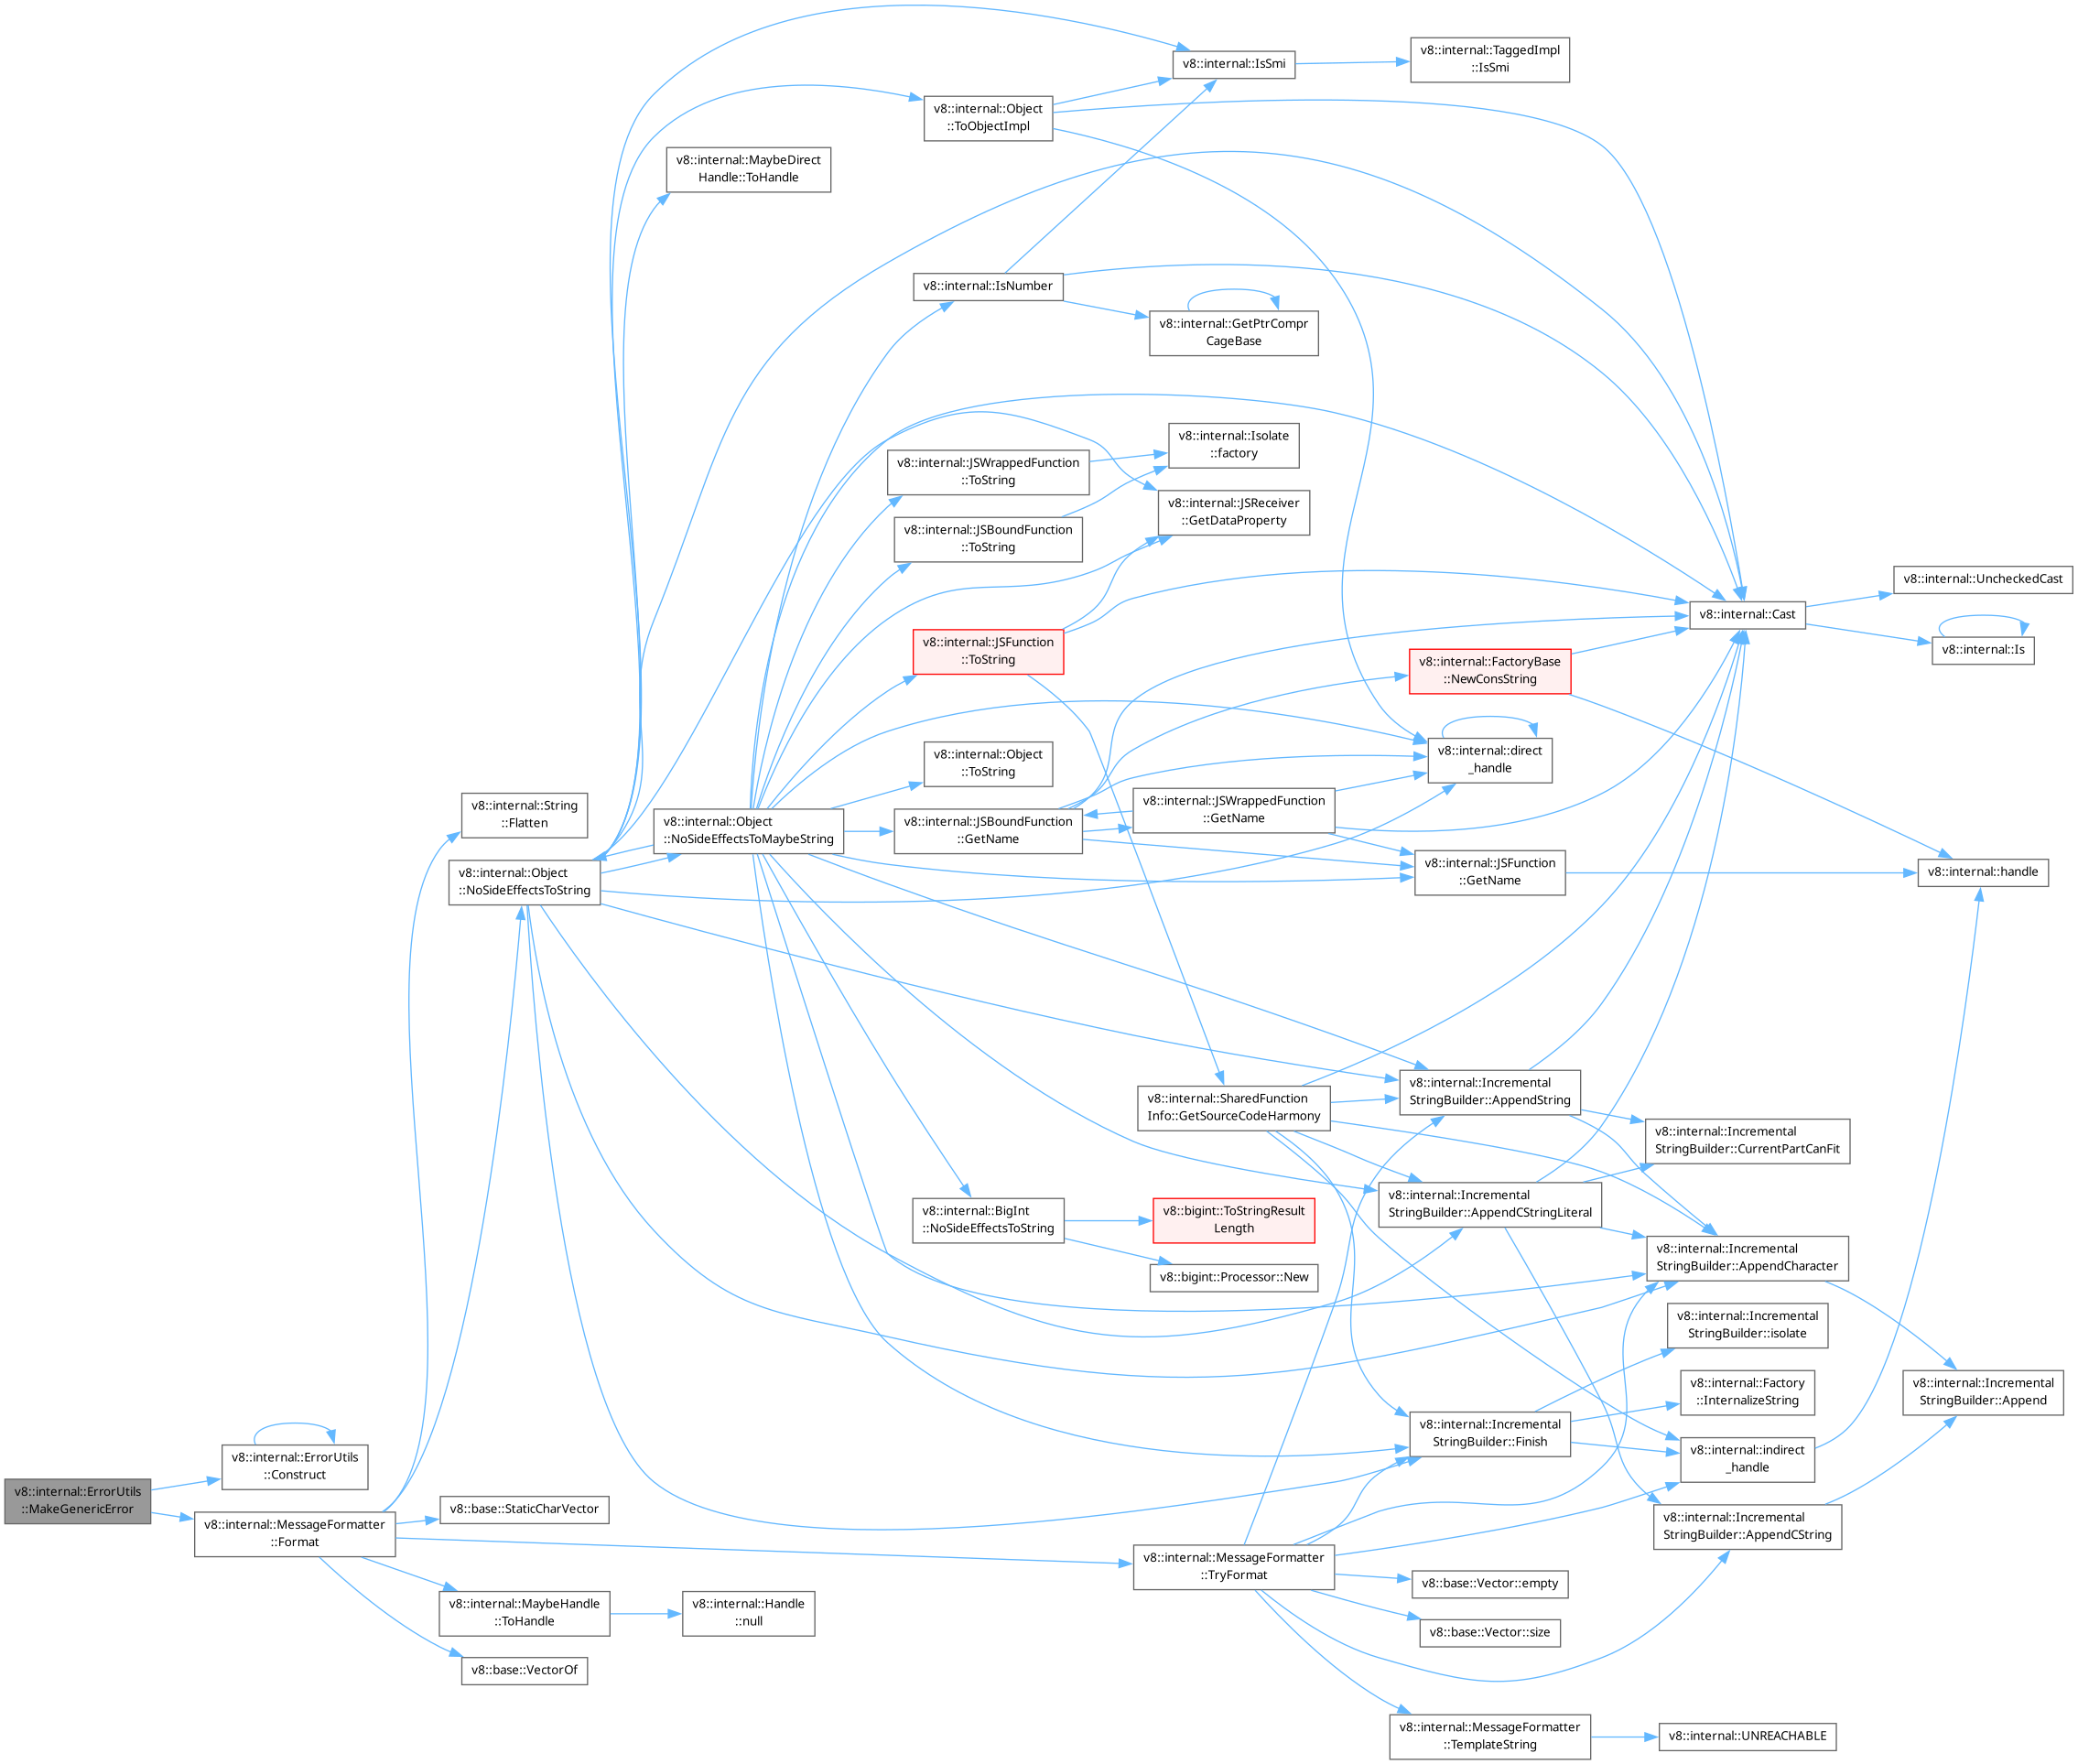 v8::internal::IsSmi
v8::internal::TaggedImpl
::IsSmi
v8::internal::Object
::ToObjectImpl
v8::internal::MaybeDirect
Handle::ToHandle
v8::internal::IsNumber
v8::internal::GetPtrCompr
CageBase
v8::internal::Isolate
::factory
v8::internal::JSWrappedFunction
::ToString
v8::internal::JSReceiver
::GetDataProperty
v8::internal::JSBoundFunction
::ToString
v8::internal::UncheckedCast
v8::internal::Cast
v8::internal::Is
v8::internal::JSFunction
::ToString
v8::internal::FactoryBase
::NewConsString
v8::internal::direct
_handle
v8::internal::Object
::ToString
v8::internal::String
::Flatten
v8::internal::Object
::NoSideEffectsToMaybeString
v8::internal::JSBoundFunction
::GetName
v8::internal::JSWrappedFunction
::GetName
v8::internal::JSFunction
::GetName
v8::internal::handle
v8::internal::Object
::NoSideEffectsToString
v8::internal::SharedFunction
Info::GetSourceCodeHarmony
v8::internal::Incremental
StringBuilder::AppendString
v8::internal::Incremental
StringBuilder::CurrentPartCanFit
v8::internal::BigInt
::NoSideEffectsToString
v8::bigint::ToStringResult
Length
v8::internal::Incremental
StringBuilder::AppendCStringLiteral
v8::internal::Incremental
StringBuilder::AppendCharacter
v8::bigint::Processor::New
v8::internal::Incremental
StringBuilder::isolate
v8::internal::Factory
::InternalizeString
v8::internal::Incremental
StringBuilder::Append
v8::internal::Incremental
StringBuilder::Finish
v8::internal::indirect
_handle
v8::internal::ErrorUtils
::Construct
v8::internal::ErrorUtils
::MakeGenericError
v8::internal::MessageFormatter
::Format
v8::base::StaticCharVector
v8::internal::Incremental
StringBuilder::AppendCString
v8::internal::MessageFormatter
::TryFormat
v8::base::Vector::empty
v8::internal::MaybeHandle
::ToHandle
v8::internal::Handle
::null
v8::base::Vector::size
v8::base::VectorOf
v8::internal::MessageFormatter
::TemplateString
v8::internal::UNREACHABLE